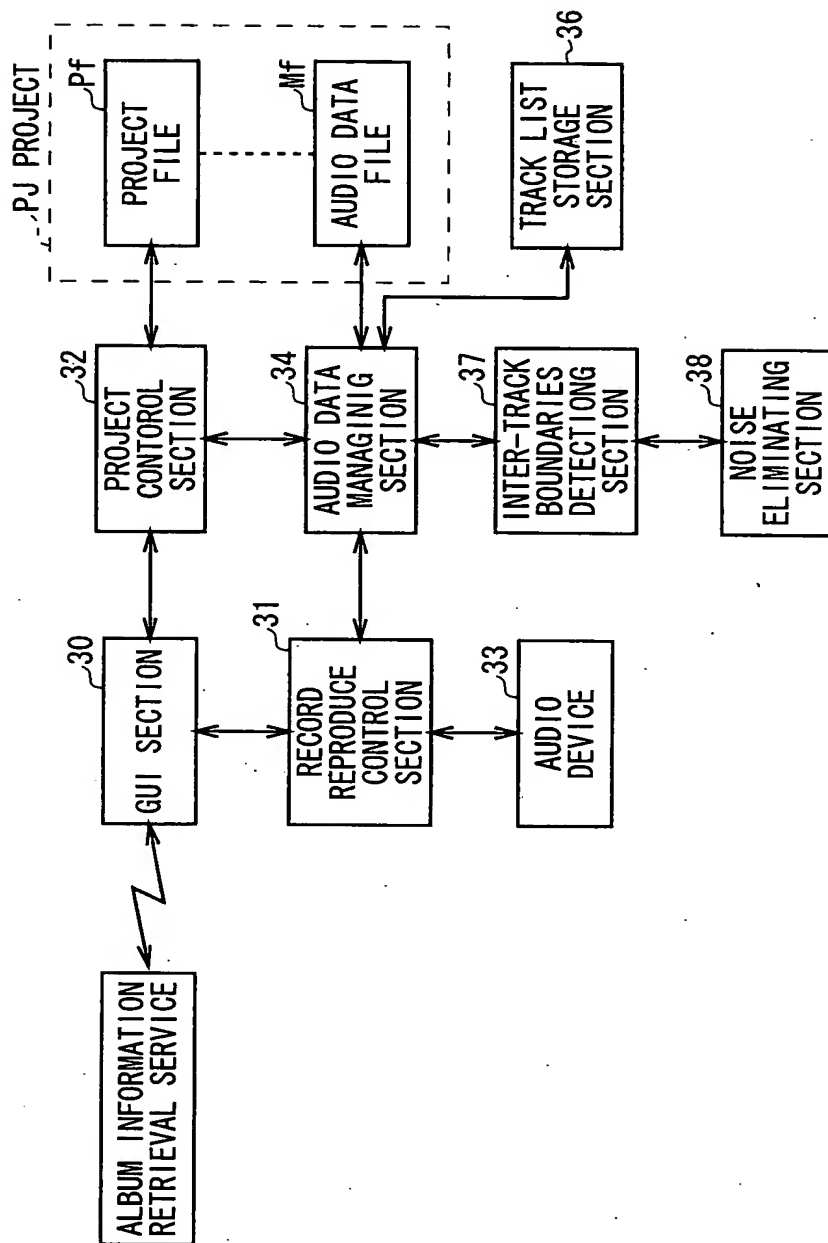 PJ PROJECT
Pf
PROJECT
FILE
Mf
AUDIO DATA
FILE
36
TRACK LIST
STORAGE
SECTION
32
PROJECT
CONTOROL
SECTION
34
AUDIO DATA
MANAGINIG
SECTION
37
INTER-TRACK
BOUNDARIES
DETECTIONG
SECTION
38
NOISE
ELIMINATING
SECTION
30
GUI SECTION
31
RECORD
REPRODUCE
CONTROL
SECTION
33
AUDIO
DEVICE
ALBUM INFORMATION
RETRIEVAL SERVICE